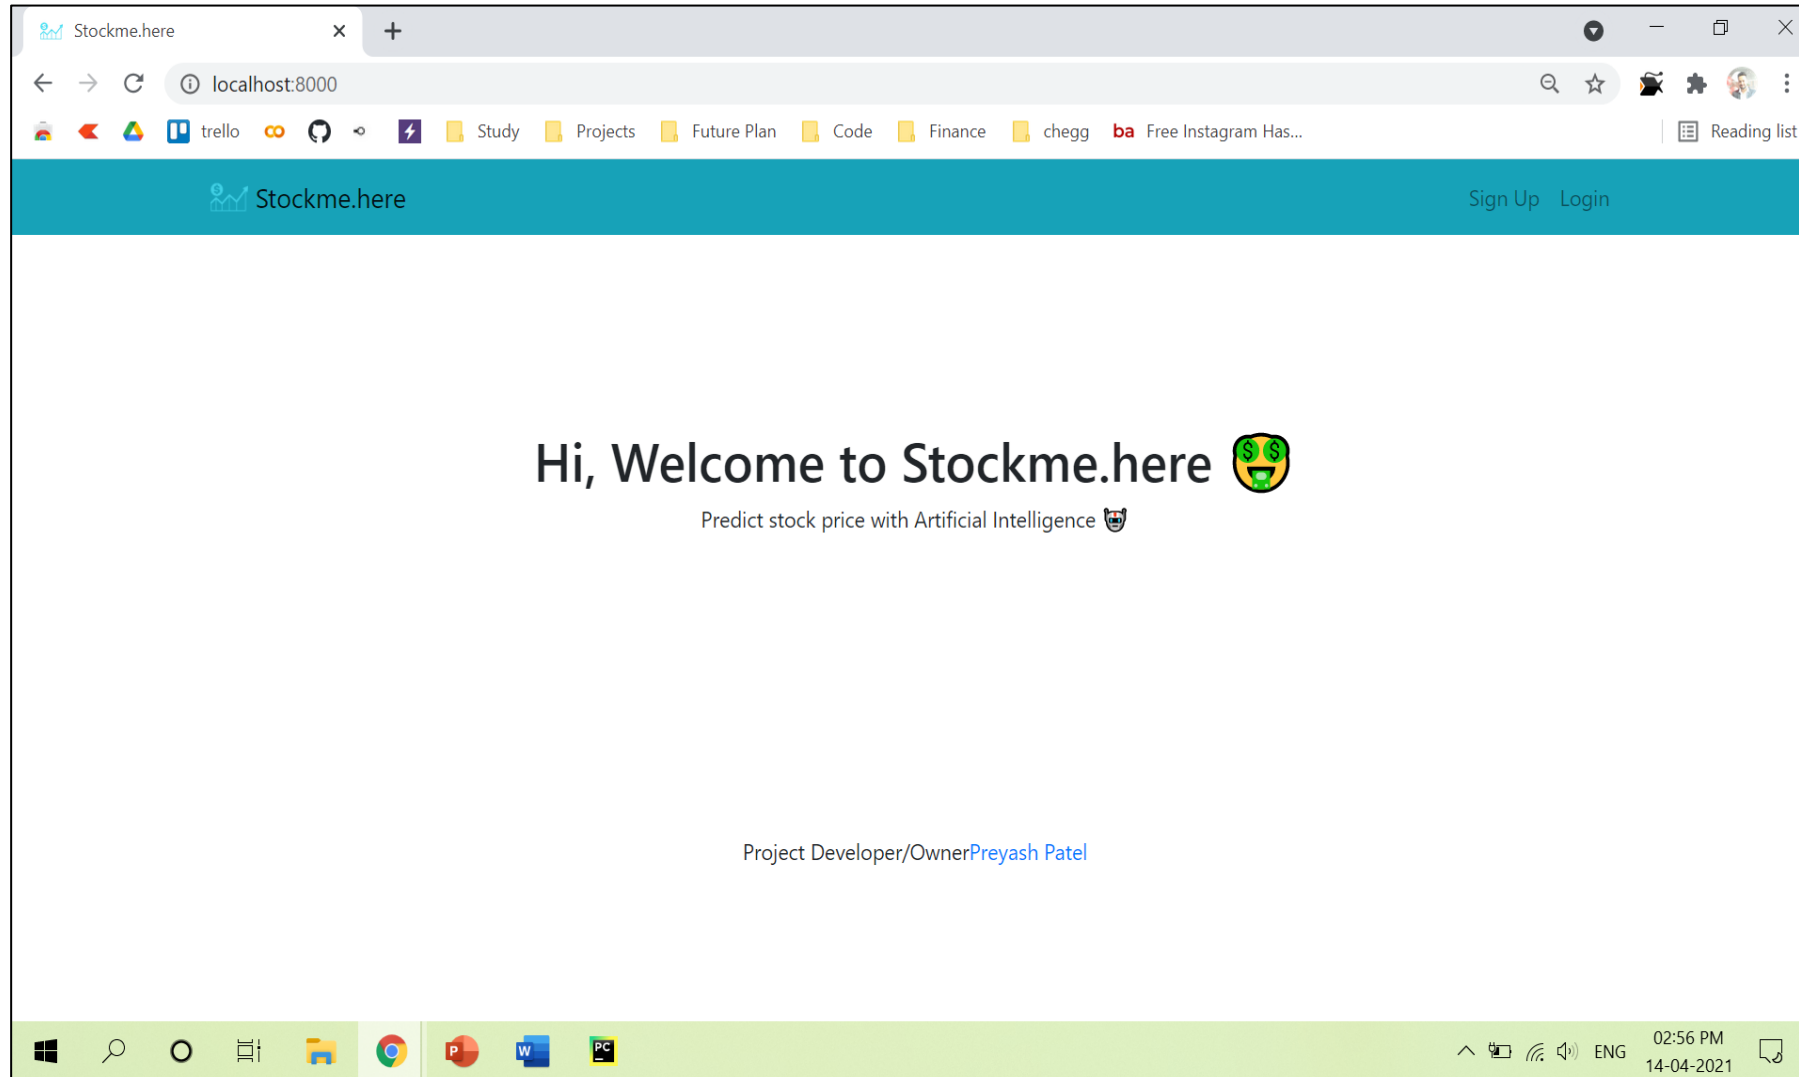 Stockme.here
localhost:8000
trello Study Projects Future Plan Code Finance chegg ba Free Instagram Has... Reading list
Stockme.here Sign Up Login
Hi, Welcome to Stockme.here
Predict stock price with Artificial Intelligence
Project Developer/OwnerPreyash Patel
P W PC ENG 02:56 PM
14-04-2021